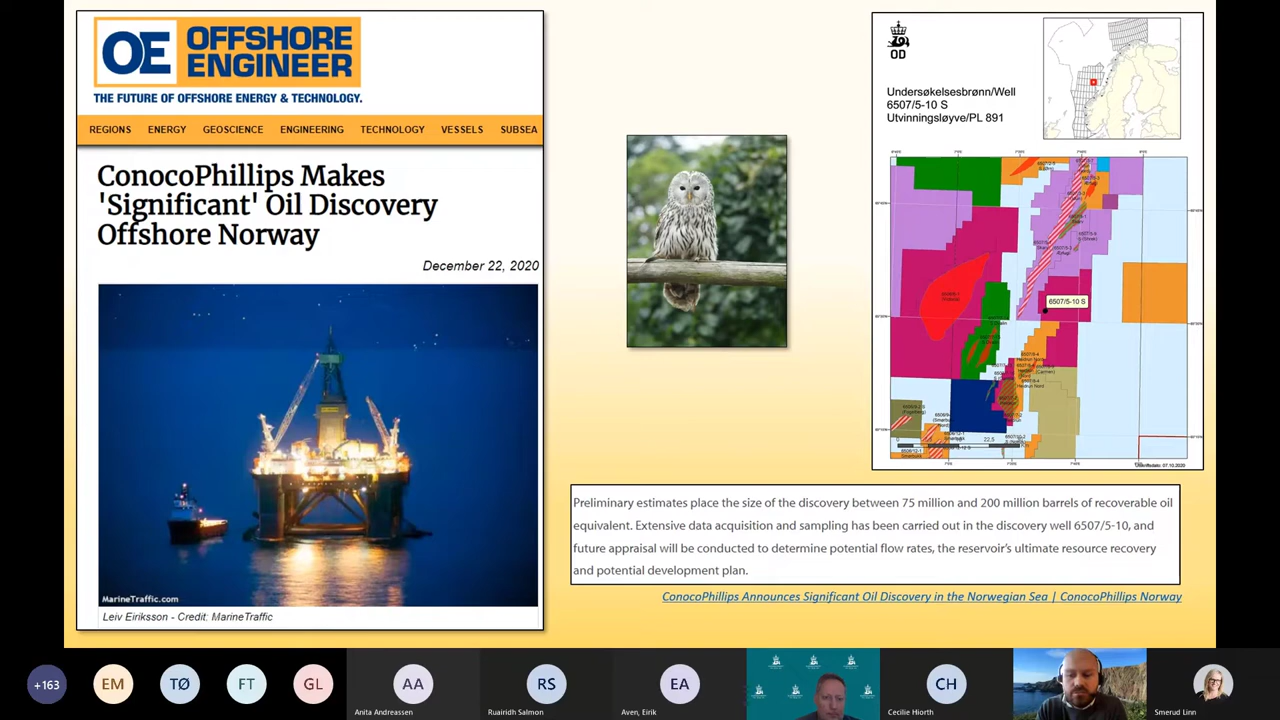 OE OFFSHORE
ENGINEER
THE FUTURE OF OFFSHORE ENERGY & TECHNOLOGY.
REGIONS ENERGY GEOSCIENCE ENGINEERING TECHNOLOGY VESSELS SUBSEA
ConocoPhillips Makes
'Significant' Oil Discovery
Offshore Norway
December 22, 2020
MarineTraffic.com
Leiv Eiriksson - Credit: MarineTraffic
OD
Undersøkelsesbrønn/Well
6507/5-10 S
Utvinningsløyve/PL 891
6507/5-10 S
Preliminary estimates place the size of the discovery between 75 million and 200 million barrels of recoverable oil
equivalent. Extensive data acquisition and sampling has been carried out in the discovery well 6507/5-10, and
future appraisal will be conducted to determine potential flow rates, the reservoir's ultimate resource recovery
and potential development plan.
ConocoPhillips Announces Significant Oil Discovery in the Norwegian Sea | ConocoPhillips Norway
+163
EM
TØ
FT
GL
AA
Anita Andreassen
RS
Ruairidh Salmon
EA
Aven, Eirik
CH
Cecilie Hiorth
Smerud Linn